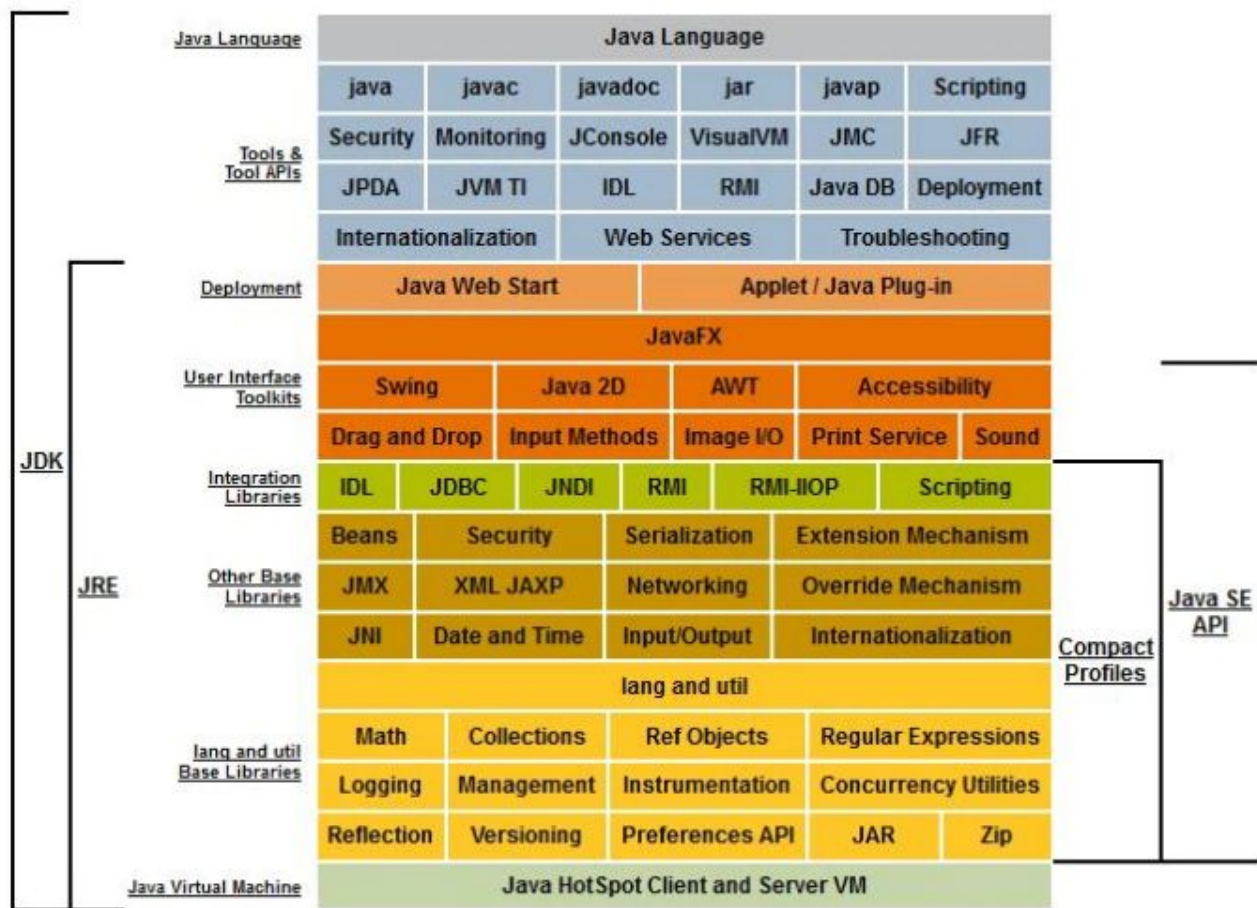 Java Language
Java Language
java javac javadoc jar javap Scripting
Security Monitoring JConsole VisualVM JMC JFR
Tools &
Tool APIs
JPDA JVM TI IDL RMI Java DB Deployment
Internationalization Web Services Troubleshooting
Deployment
Java Web Start Applet / Java Plug-in
JavaFX
User Interface
Toolkits
Swing Java 2D AWT Accessibility
Drag and Drop Input Methods Image I/O Print Service Sound
JDK
Integration
Libraries
IDL JDBC JNDI RMI RMI-IIOP Scripting
Beans Security Serialization Extension Mechanism
JRE
Other Base
Libraries
JMX XML JAXP Networking Override Mechanism
Java SE
API
JNI Date and Time Input/Output Internationalization
Compact
Profiles
lang and util
Math Collections Ref Objects Regular Expressions
lang and util
Base Libraries
Logging Management Instrumentation Concurrency Utilities
Reflection Versioning Preferences API JAR Zip
Java Virtual Machine
Java HotSpot Client and Server VM